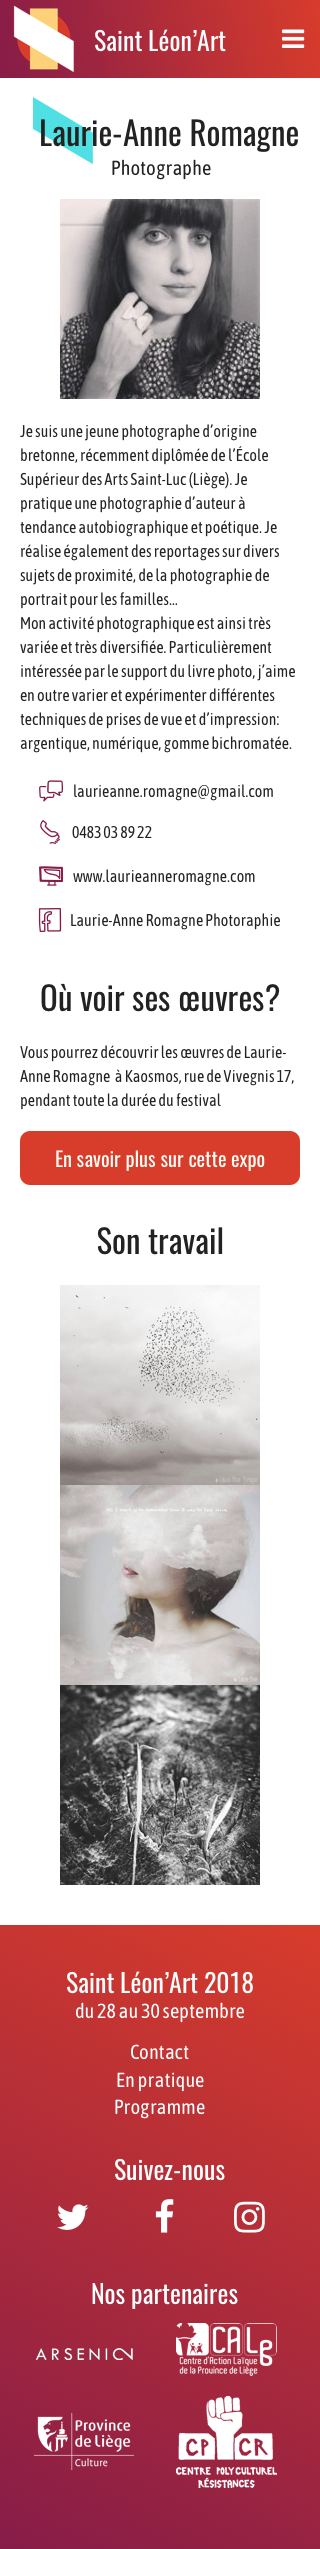 Saint Léon’Art
Laurie-Anne Romagne
Photographe
Je suis une jeune photographe d’origine
bretonne, récemment diplômée de l’École
Supérieur des Arts Saint-Luc (Liège). Je
pratique une photographie d’auteur à
tendance autobiographique et poétique. Je
réalise également des reportages sur divers
sujets de proximité, de la photographie de
portrait pour les familles...
Mon activité photographique est ainsi très
variée et très diversifiée. Particulièrement
intéressée par le support du livre photo, j’aime
en outre varier et expérimenter différentes
techniques de prises de vue et d’impression:
argentique, numérique, gomme bichromatée.
laurieanne.romagne@gmail.com
0483 03 89 22
www.laurieanneromagne.com
Laurie-Anne Romagne Photoraphie
Où voir ses œuvres?
Vous pourrez découvrir les œuvres de Laurie-
Anne Romagne à Kaosmos, rue de Vivegnis 17,
pendant toute la durée du festival
En savoir plus sur cette expo
Son travail
Saint Léon’Art 2018
du 28 au 30 septembre
Contact
En pratique
Programme
Suivez-nous
Nos partenaires
ARSENIC2
CALg
Centre d’Action Laïque
de la Province de Liège
Province
de Liège
Culture
CPCR
CENTRE POLYCULTUREL
RÉSISTANCES